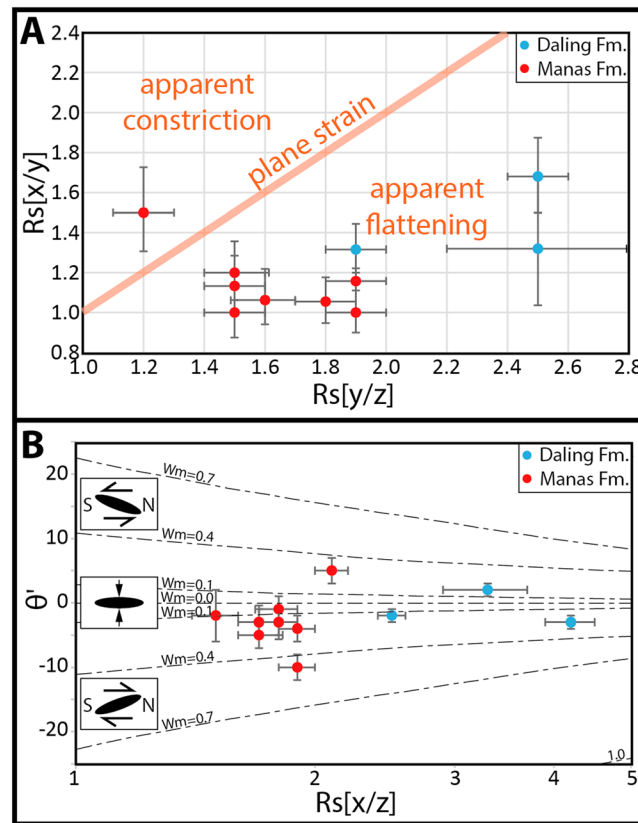 A
Daling Fm.
Manas Fm.
apparent
constriction
plane strain
apparent
flattening
2.4
2.2
2.0
1.8
1.6
1.4
1.2
1.0
0.8
Rs[x/y]
1.0
1.2
1.4
1.6
1.8
2.0
2.2
2.4
2.6
2.8
Rs[y/z]
B
Daling Fm.
Manas Fm.
Wm=0.7
S N
Wm=0.4
Wm=0.1
Wm=0.0
Wm=0.1
Wm=0.4
S N
Wm=0.7
1.0
20
10
0
-10
-20
θ'
1
2
3
4
5
Rs[x/z]